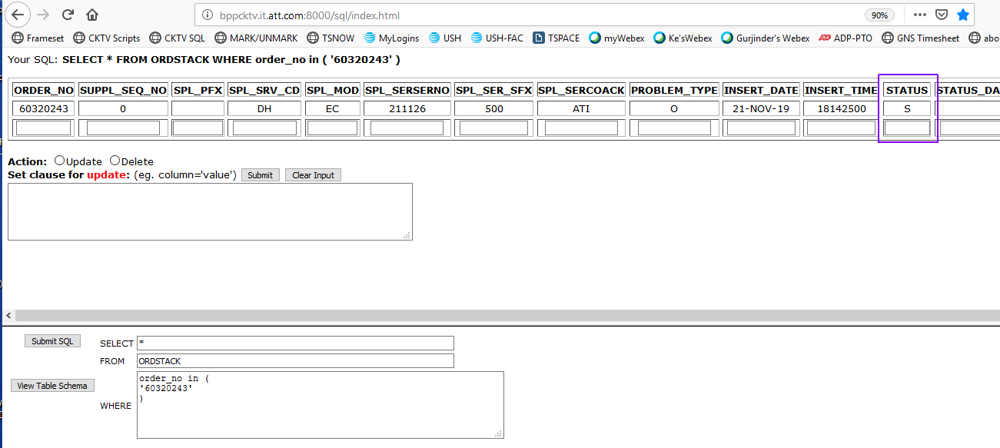 bppcktv.it.att.com:8000/sql/index.html 90%
Frameset CKTV Scripts CKTV SQL MARK/UNMARK TSNOW MyLogins USH USH-FAC TSPACE myWebex Ke'sWebex Gurjinder's Webex ADP-PTO GNS Timesheet abo
Your SQL: SELECT * FROM ORDSTACK WHERE order_no in ( '60320243' )
ORDER_NO SUPPL_SEQ_NO SPL_PFX SPL_SRV_CD SPL_MOD SPL_SERSERNO SPL_SER_SFX SPL_SERCOACK PROBLEM_TYPE INSERT_DATE INSERT_TIME STATUS STATUS_DA
60320243 0 DH EC 211126 500 ATI O 21-NOV-19 18142500 S
Action: Update Delete
Set clause for update: (eg. column='value') Submit Clear Input
Submit SQL SELECT *
FROM ORDSTACK
View Table Schema WHERE
order_no in (
'60320243'
)